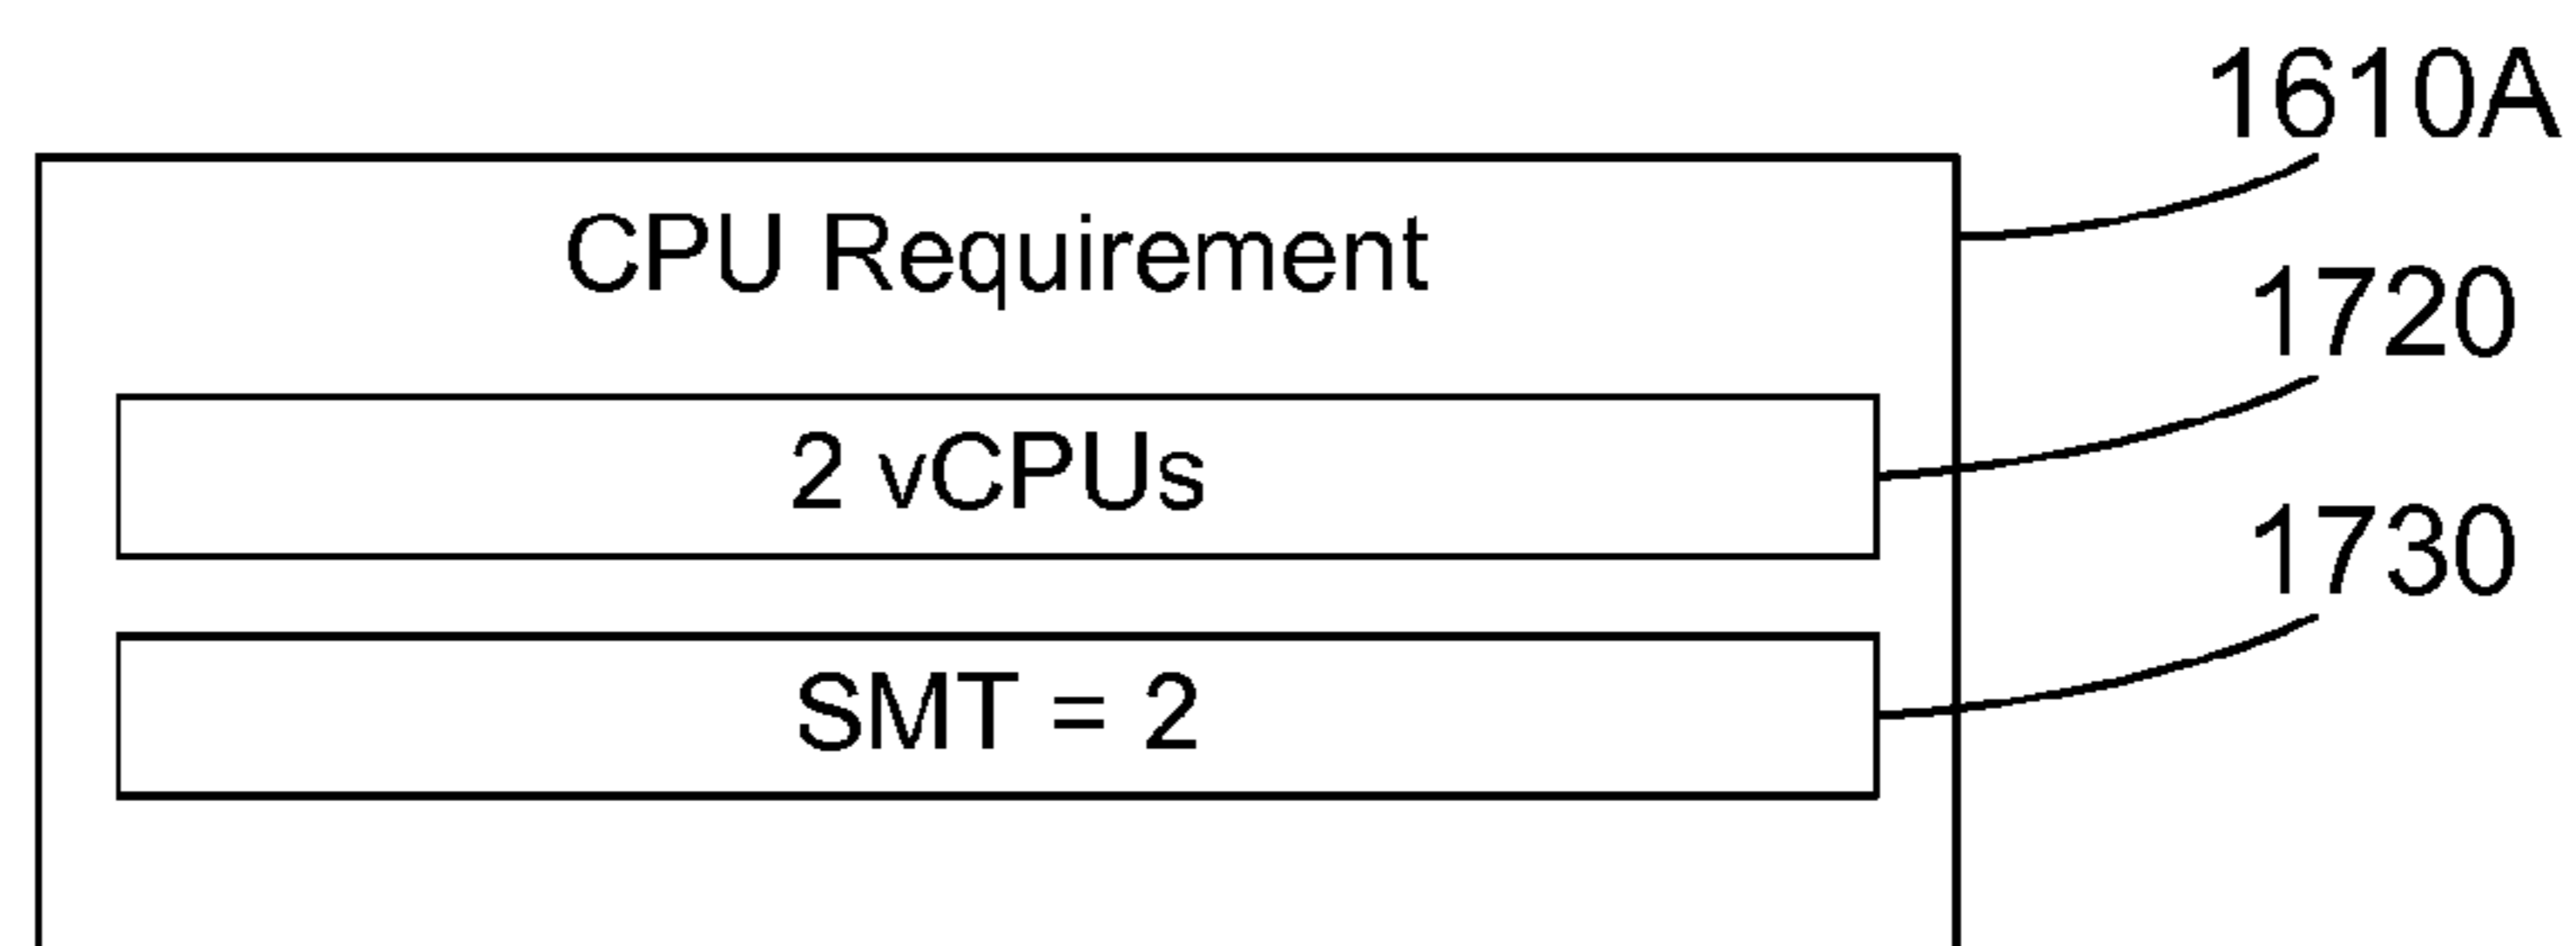 1610A
CPU Requirement
1720
2 vCPUs
1730
SMT = 2